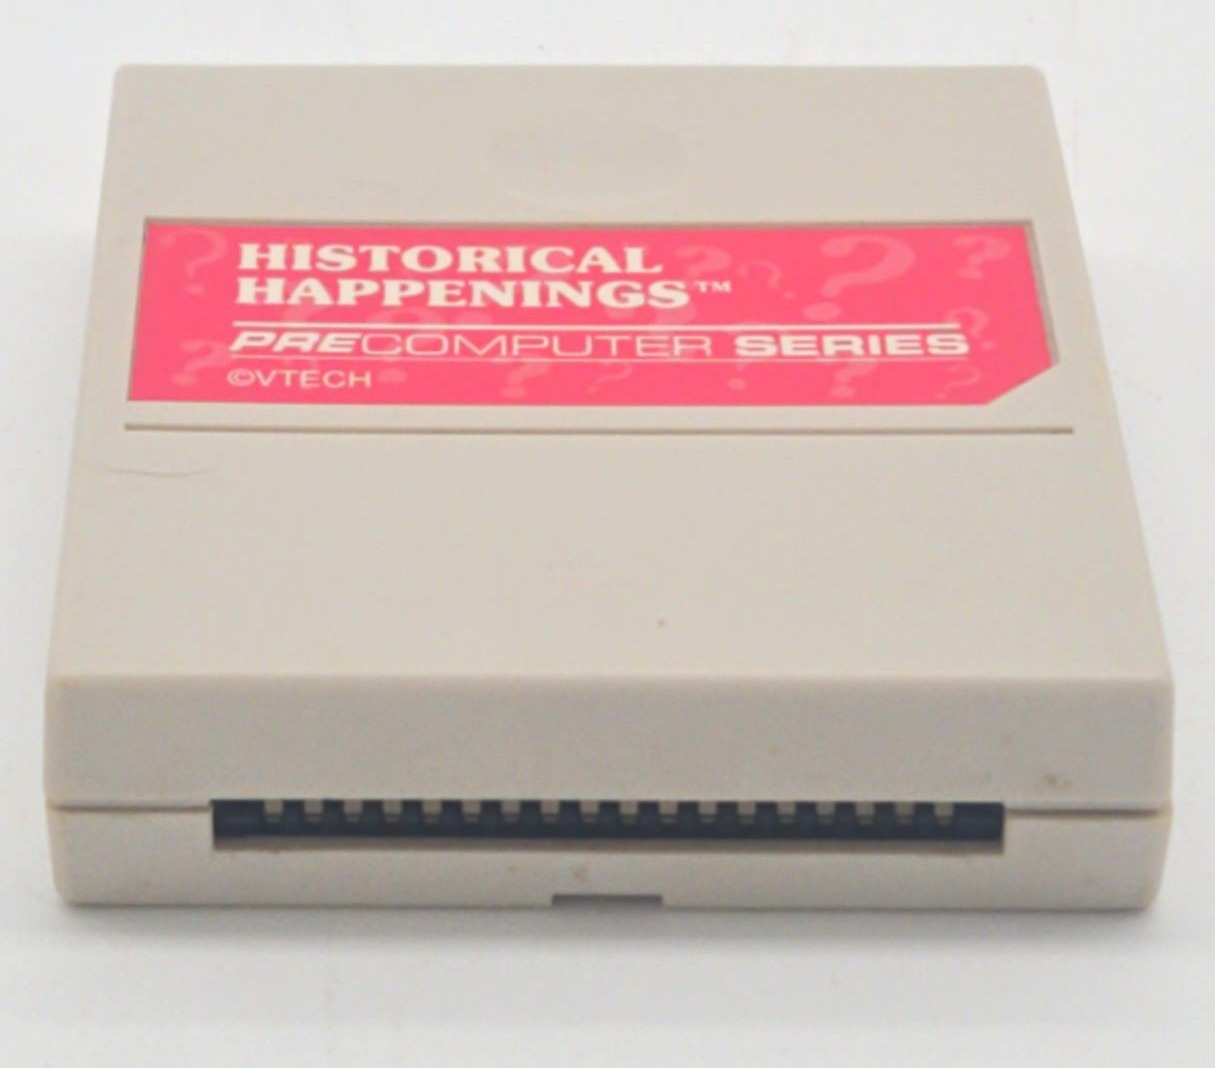 HISTORICAL
HAPPENINGS™
PRECOMPUTER SERIES
©VTECH